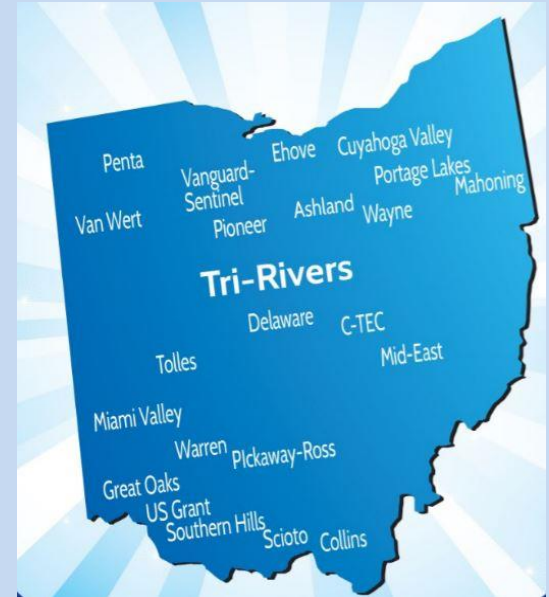 Ehove
Cuyahoga Valley
Penta
Vanguard-
Sentinel
Portage Lakes
Mahoning
Van Wert
Pioneer
Ashland
Wayne
Tri-Rivers
Delaware
C-TEC
Mid-East
Tolles
Miami Valley
Warren
PIckaway-Ross
Great Oaks
US Grant
Southern Hills
Scioto
Collins